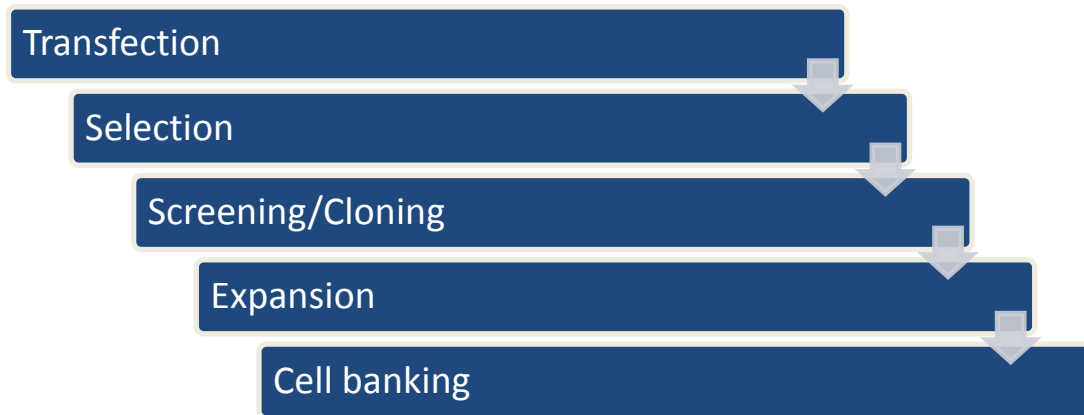 Transfection
Selection
Screening/Cloning
Expansion
Cell banking